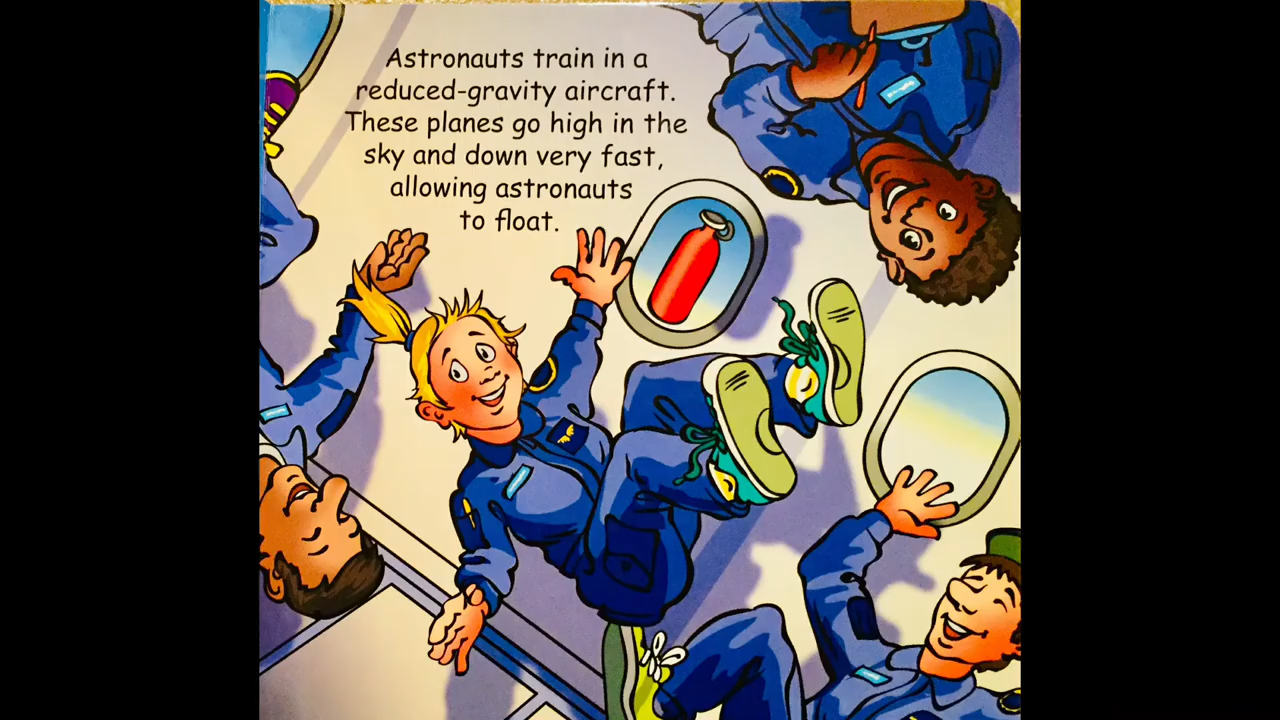 Astronauts train in a
reduced-gravity aircraft.
These planes go high in the
sky and down very fast,
allowing astronauts
to float.